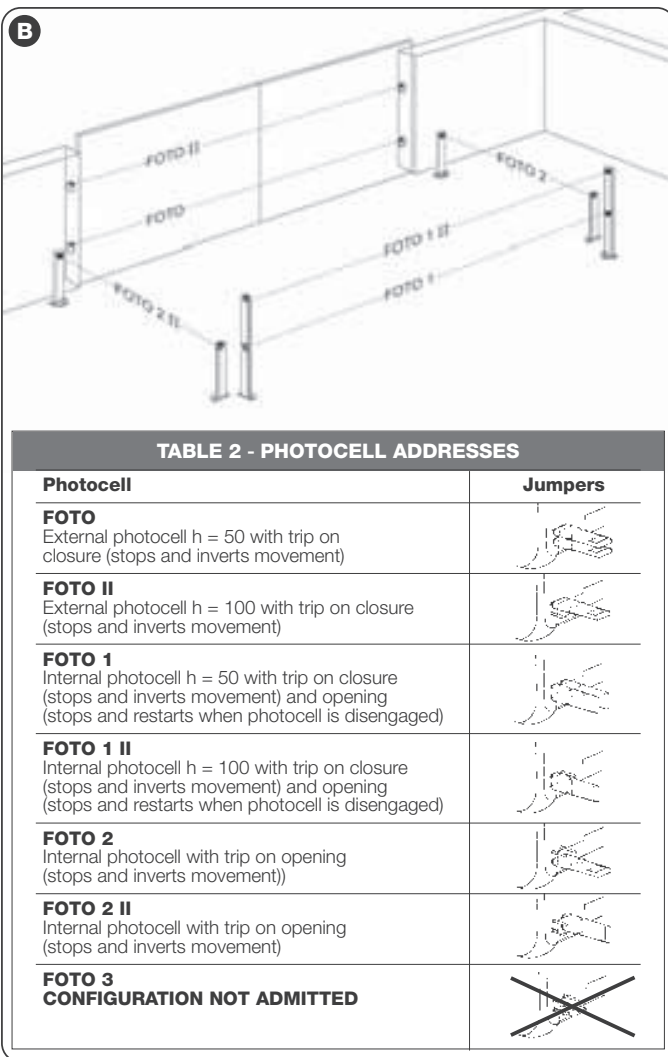 B
FOTO II
FOTO
FOTO 2
FOTO 1 II
FOTO 1
FOTO 2 II
TABLE 2 - PHOTOCELL ADDRESSES
Photocell Jumpers
FOTO
External photocell h = 50 with trip on
closure (stops and inverts movement)
FOTO II
External photocell h = 100 with trip on closure
(stops and inverts movement)
FOTO 1
Internal photocell h = 50 with trip on closure
(stops and inverts movement) and opening
(stops and restarts when photocell is disengaged)
FOTO 1 II
Internal photocell h = 100 with trip on closure
(stops and inverts movement) and opening
(stops and restarts when photocell is disengaged)
FOTO 2
Internal photocell with trip on opening
(stops and inverts movement))
FOTO 2 II
Internal photocell with trip on opening
(stops and inverts movement)
FOTO 3
CONFIGURATION NOT ADMITTED